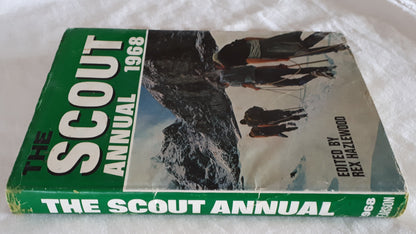 THE
SCOUT
ANNUAL 1968
EDITED BY
REX HAZLEWOOD
THE SCOUT ANNUAL 1968